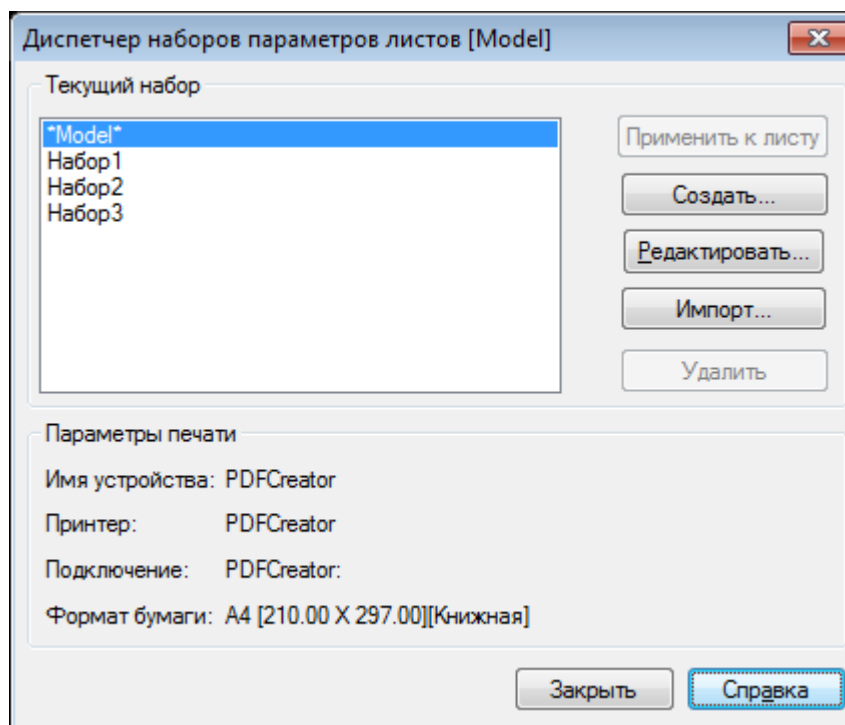 Диспетчер наборов параметров листов [Model]
Текущий набор
*Model*
Набор1
Набор2
Набор3
Применить к листу
Создать...
Редактировать...
Импорт...
Удалить
Параметры печати
Имя устройства: PDFCreator
Принтер: PDFCreator
Подключение: PDFCreator:
Формат бумаги: A4 [210.00 X 297.00][Книжная]
Закрыть
Справка